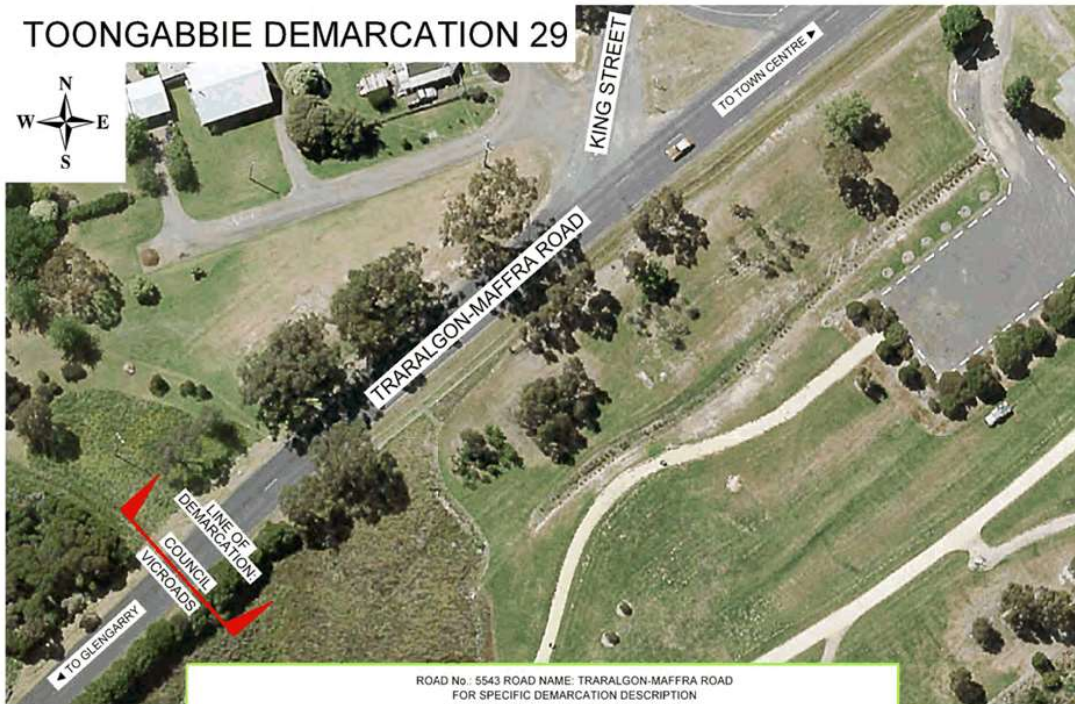 TOONGABBIE DEMARCATION 29
N
W E
S
KING STREET
TO TOWN CENTRE ►
TRARALGON-MAFFRA ROAD
LINE OF
DEMARCATION:
COUNCIL
VICROADS
◄ TO GLENGARRY
ROAD No.: 5543 ROAD NAME: TRARALGON-MAFFRA ROAD
FOR SPECIFIC DEMARCATION DESCRIPTION